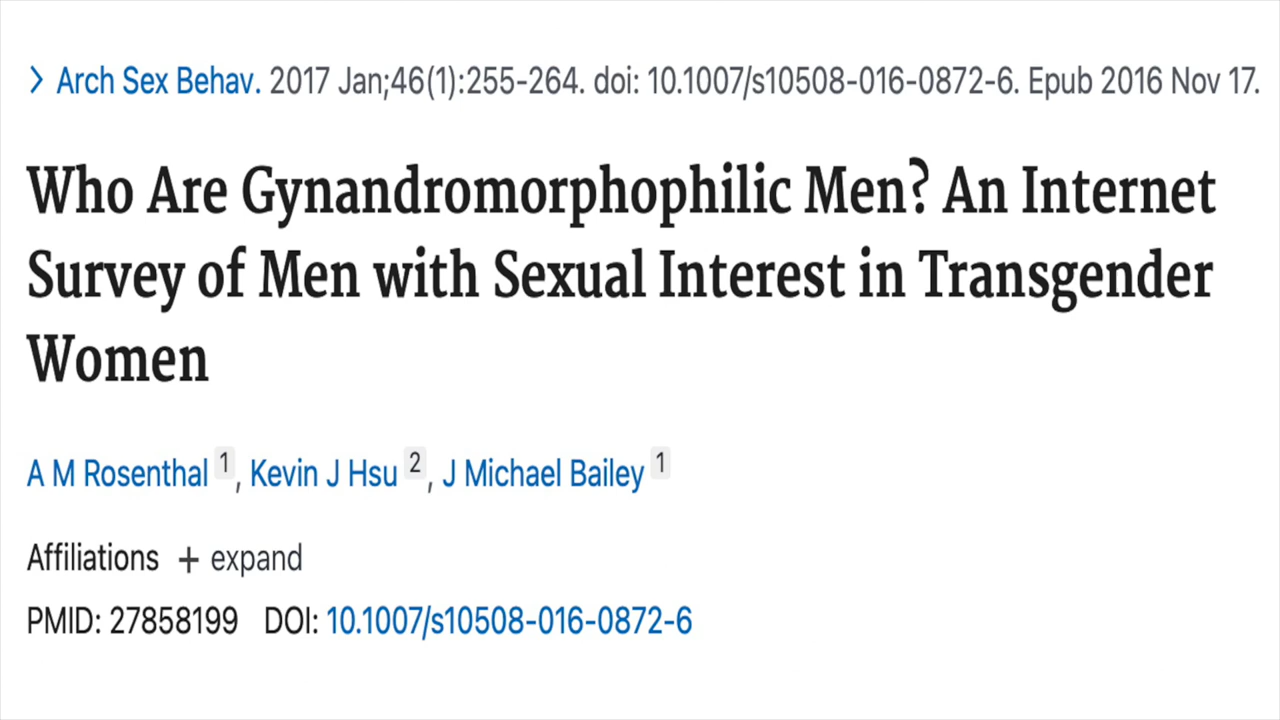 > Arch Sex Behav. 2017 Jan;46(1):255-264. doi: 10.1007/s10508-016-0872-6. Epub 2016 Nov 17.
Who Are Gynandromorphophilic Men? An Internet
Survey of Men with Sexual Interest in Transgender
Women
A M Rosenthal 1, Kevin J Hsu 2, J Michael Bailey 1
Affiliations + expand
PMID: 27858199 DOI: 10.1007/s10508-016-0872-6